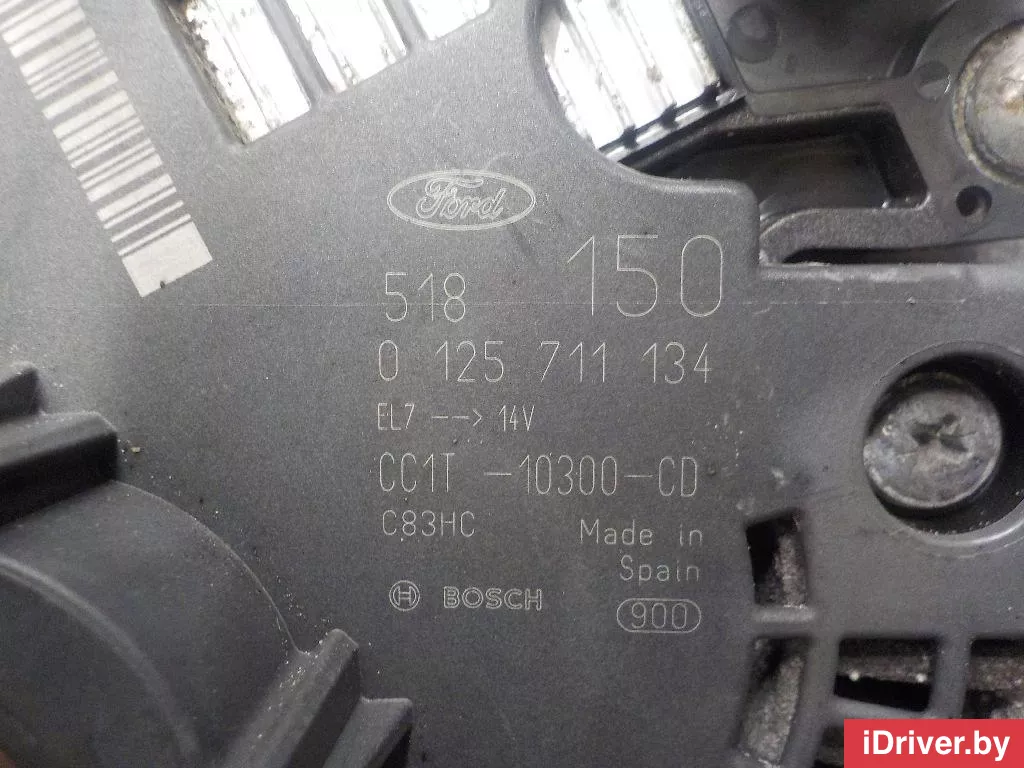 Ford
518 150
0 125 711 134
EL7 --> 14V
CC1T -10300-CD
C83HC Made in
Spain
H BOSCH
900
iDriver.by